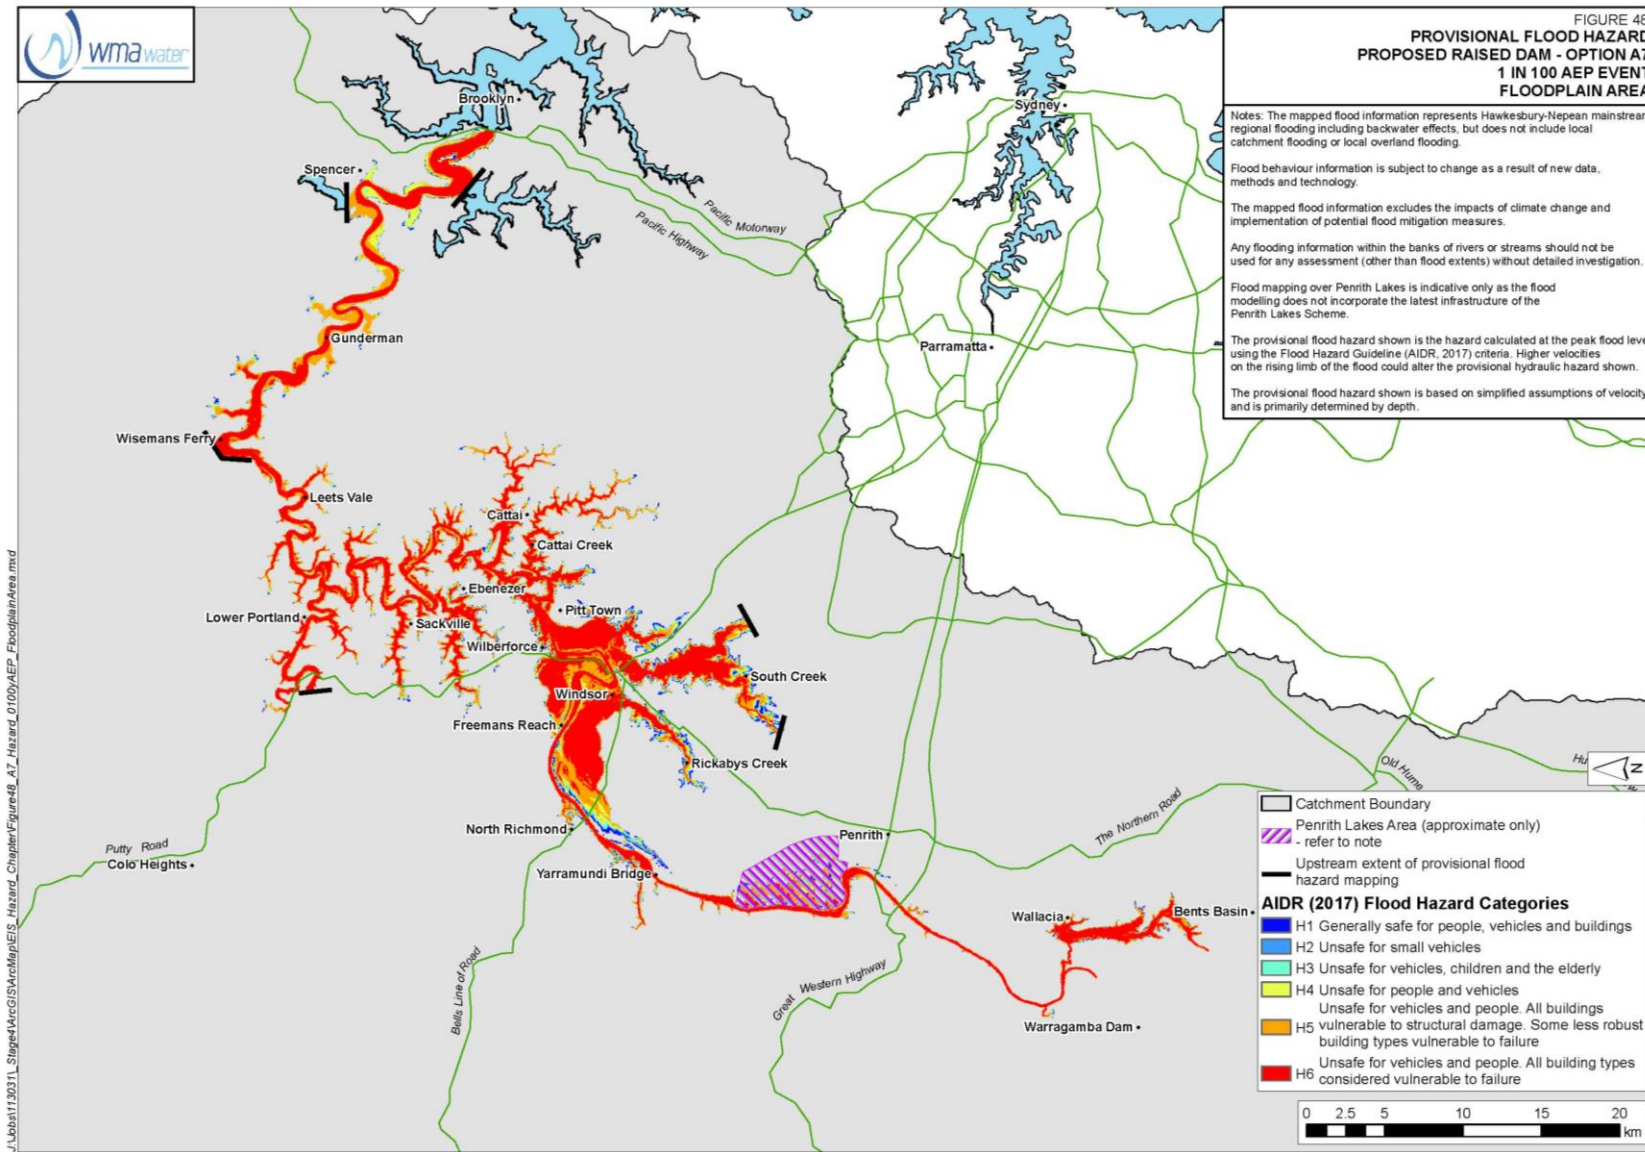 wmawater
FIGURE 48
PROVISIONAL FLOOD HAZARD
PROPOSED RAISED DAM - OPTION A7
1 IN 100 AEP EVENT
FLOODPLAIN AREA
Notes: The mapped flood information represents Hawkesbury-Nepean mainstream
regional flooding including backwater effects, but does not include local
catchment flooding or local overland flooding.
Flood behaviour information is subject to change as a result of new data,
methods and technology.
The mapped flood information excludes the impacts of climate change and
implementation of potential flood mitigation measures.
Any flooding information within the banks of rivers or streams should not be
used for any assessment (other than flood extents) without detailed investigation.
Flood mapping over Penrith Lakes is indicative only as the flood
modelling does not incorporate the latest infrastructure of the
Penrith Lakes Scheme.
The provisional flood hazard shown is the hazard calculated at the peak flood level
using the Flood Hazard Guideline (AIDR, 2017) criteria. Higher velocities
on the rising limb of the flood could alter the provisional hydraulic hazard shown.
The provisional flood hazard shown is based on simplified assumptions of velocity
and is primarily determined by depth.
Brooklyn
Sydney
Spencer
Pacific Motorway
Pacific Highway
Gunderman
Parramatta
Wisemans Ferry
Leets Vale
Cattai
Cattai Creek
Ebenezer
Pitt Town
Lower Portland
Sackville
Wilberforce
South Creek
Windsor
Freemans Reach
Rickabys Creek
Old Hume
Hu
N
North Richmond
Penrith
The Northern Road
Putty Road
Colo Heights
Yarramundi Bridge
Wallacia
Bents Basin
Bells Line of Road
Great Western Highway
Warragamba Dam
Catchment Boundary
Penrith Lakes Area (approximate only)
- refer to note
Upstream extent of provisional flood
hazard mapping
AIDR (2017) Flood Hazard Categories
H1 Generally safe for people, vehicles and buildings
H2 Unsafe for small vehicles
H3 Unsafe for vehicles, children and the elderly
H4 Unsafe for people and vehicles
Unsafe for vehicles and people. All buildings
H5 vulnerable to structural damage. Some less robust
building types vulnerable to failure
Unsafe for vehicles and people. All building types
H6 considered vulnerable to failure
0 2.5 5 10 15 20
km
J:\Jobs\113031\_Stage4\ArcGIS\ArcMap\EIS_Hazard_Chapter\Figure48_A7_Hazard_0100yAEP_FloodplainArea.mxd